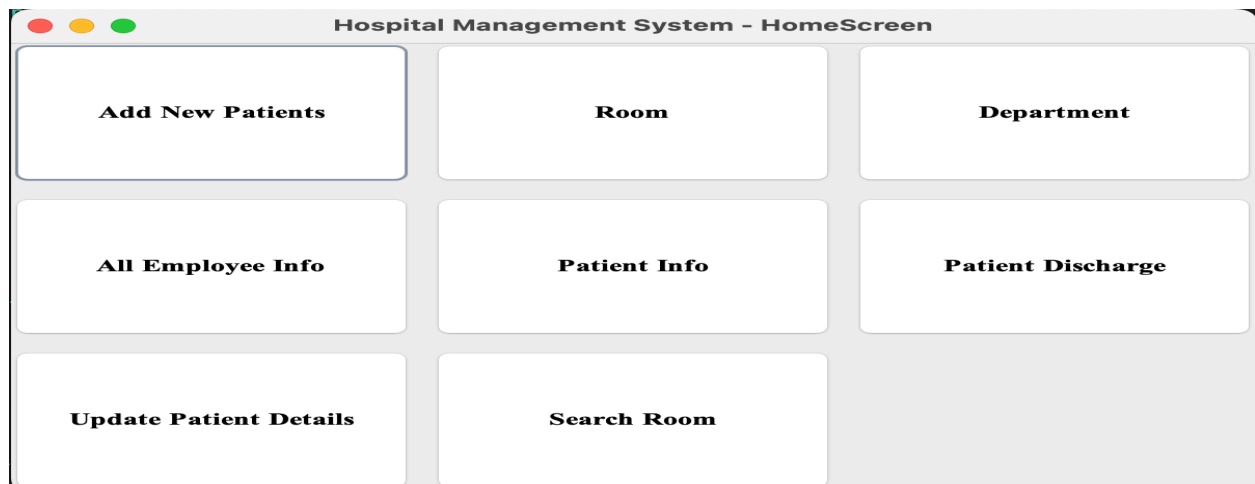 Hospital Management System - HomeScreen
Add New Patients
Room
Department
All Employee Info
Patient Info
Patient Discharge
Update Patient Details
Search Room